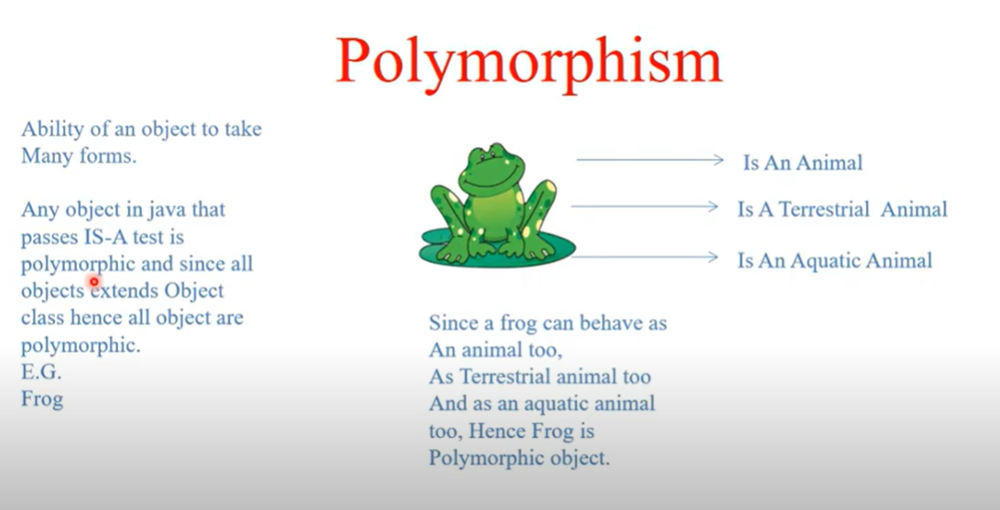 Polymorphism
Ability of an object to take
Many forms.
Any object in java that
passes IS-A test is
polymorphic and since all
objects extends Object
class hence all object are
polymorphic.
E.G.
Frog
Is An Animal
Is A Terrestrial Animal
Is An Aquatic Animal
Since a frog can behave as
An animal too,
As Terrestrial animal too
And as an aquatic animal
too, Hence Frog is
Polymorphic object.